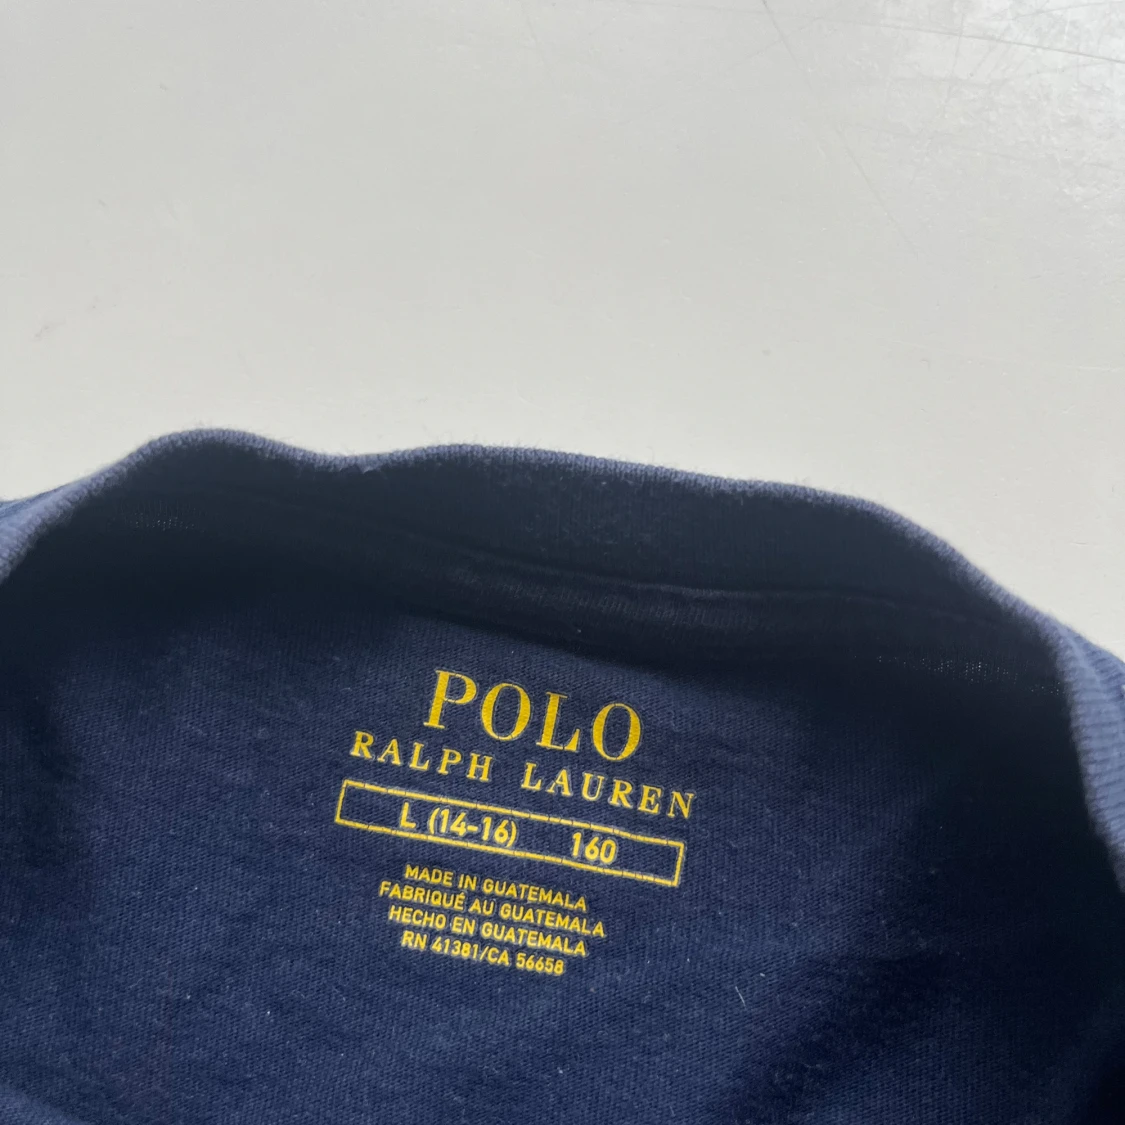 POLO
RALPH LAUREN
L (14-16) 160
MADE IN GUATEMALA
FABRIQUÉ AU GUATEMALA
HECHO EN GUATEMALA
RN 41381/CA 56658